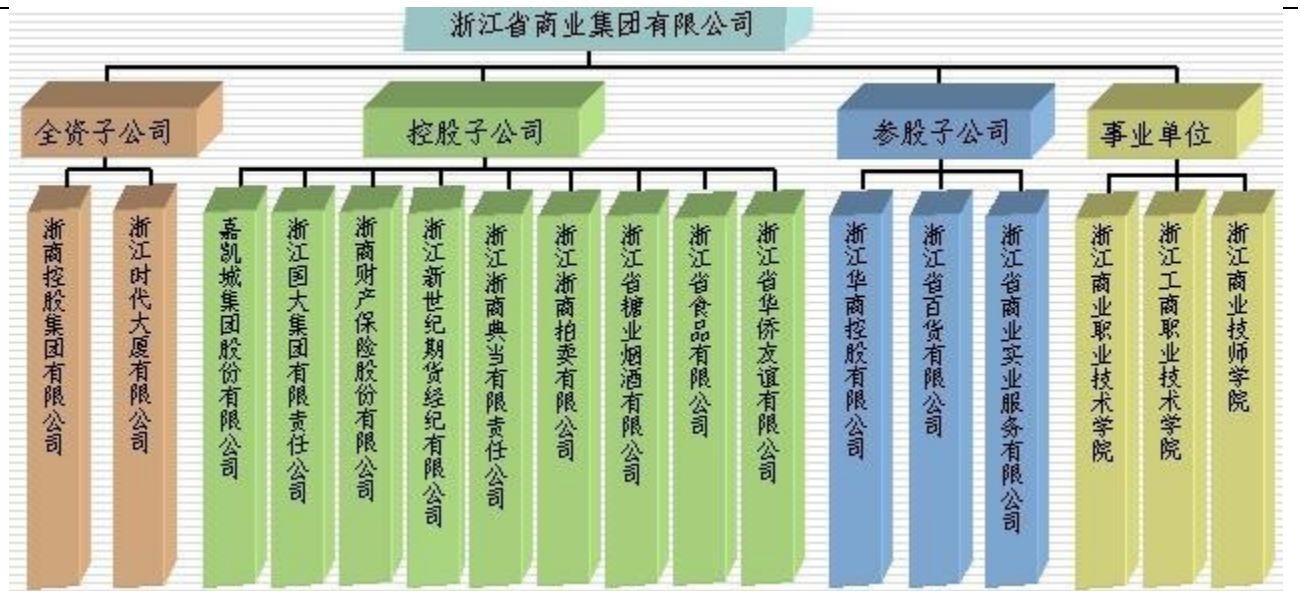 浙江省商业集团有限公司
全资子公司
控股子公司
参股子公司
事业单位
浙商控股集团有限公司
浙江时代大厦有限公司
嘉凯城集团股份有限公司
浙江国大集团有限责任公司
浙商财产保险股份有限公司
浙江新世纪期货经纪有限公司
浙江浙商典当有限责任公司
浙江浙商拍卖有限公司
浙江省糖业烟酒有限公司
浙江省食品有限公司
浙江省华侨友谊有限公司
浙江华商控股有限公司
浙江省百货有限公司
浙江省商业实业服务有限公司
浙江商业职业技术学院
浙江工商职业技术学院
浙江商业技师学院